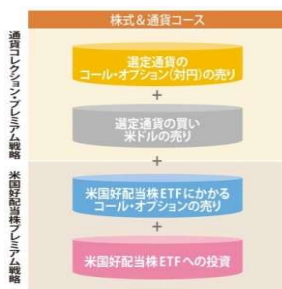 株式&通貨コース
通貨コレクション・プレミアム戦略
選定通貨の
コール・オプション(対円)の売り
+
選定通貨の買い
米ドルの売り
+
米国好配当株プレミアム戦略
米国好配当株ETFにかかる
コール・オプションの売り
+
米国好配当株ETFへの投資